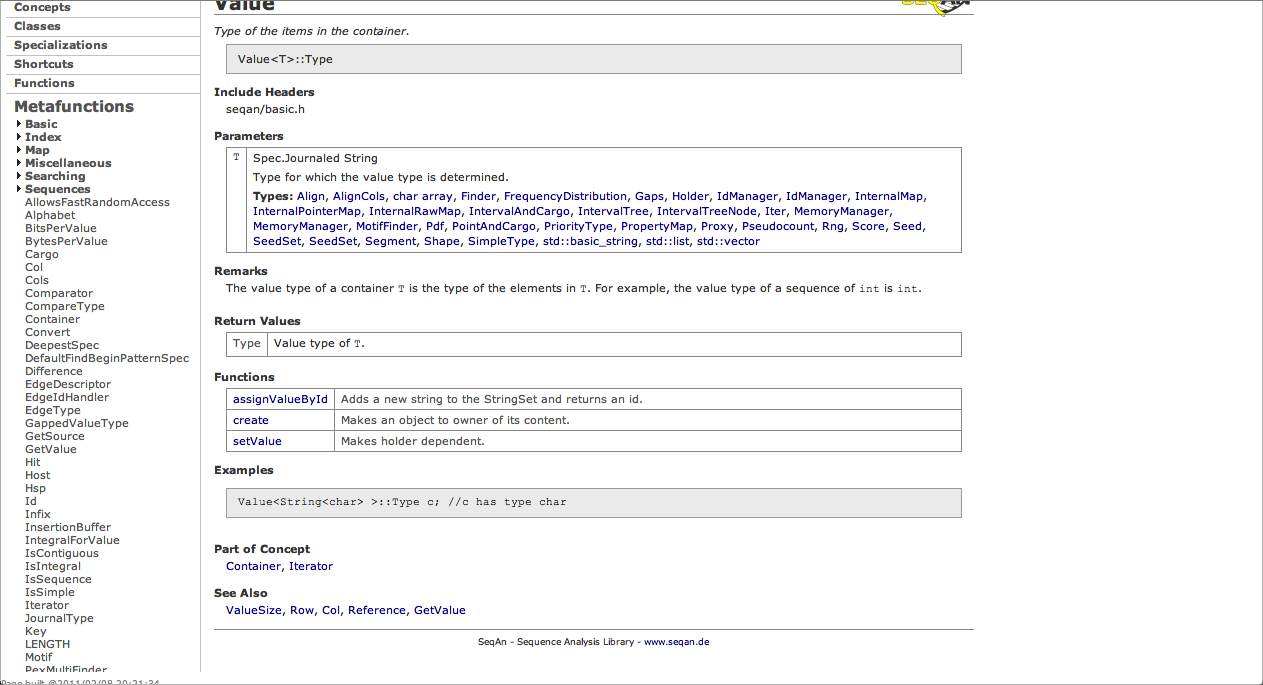 Concepts
Classes
Specializations
Shortcuts
Functions
Metafunctions
Basic
Index
Map
Miscellaneous
Searching
Sequences
AllowsFastRandomAccess
Alphabet
BitsPerValue
BytesPerValue
Cargo
Col
Cols
Comparator
CompareType
Container
Convert
DeepestSpec
DefaultFindBeginPatternSpec
Difference
EdgeDescriptor
EdgeIdHandler
EdgeType
GappedValueType
GetSource
GetValue
Hit
Host
Hsp
Id
Infix
InsertionBuffer
IntegralForValue
IsContiguous
IsIntegral
IsSequence
IsSimple
Iterator
JournalType
Key
LENGTH
Motif
PexMultiFinder
Page built @2011/02/08 20:21:34
Value
SeqAn
Type of the items in the container.
Value<T>::Type
Include Headers
seqan/basic.h
Parameters
T Spec.Journaled String
Type for which the value type is determined.
Types: Align, AlignCols, char array, Finder, FrequencyDistribution, Gaps, Holder, IdManager, IdManager, InternalMap,
InternalPointerMap, InternalRawMap, IntervalAndCargo, IntervalTree, IntervalTreeNode, Iter, MemoryManager,
MemoryManager, MotifFinder, Pdf, PointAndCargo, PriorityType, PropertyMap, Proxy, Pseudocount, Rng, Score, Seed,
SeedSet, SeedSet, Segment, Shape, SimpleType, std::basic_string, std::list, std::vector
Remarks
The value type of a container T is the type of the elements in T. For example, the value type of a sequence of int is int.
Return Values
Type Value type of T.
Functions
assignValueById Adds a new string to the StringSet and returns an id.
create Makes an object to owner of its content.
setValue Makes holder dependent.
Examples
Value<String<char> >::Type c; //c has type char
Part of Concept
Container, Iterator
See Also
ValueSize, Row, Col, Reference, GetValue
SeqAn - Sequence Analysis Library - www.seqan.de